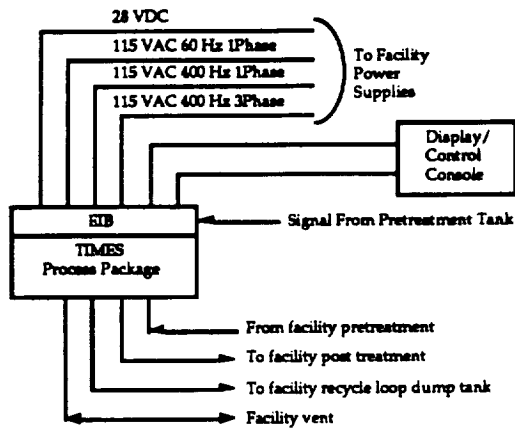 28 VDC
115 VAC 60 Hz 1Phase
115 VAC 400 Hz 1Phase
115 VAC 400 Hz 3Phase
To Facility
Power
Supplies
Display/
Control
Console
EIB
Signal From Pretreatment Tank
TIMES
Process Package
From facility pretreatment
To facility post treatment
To facility recycle loop dump tank
Facility vent